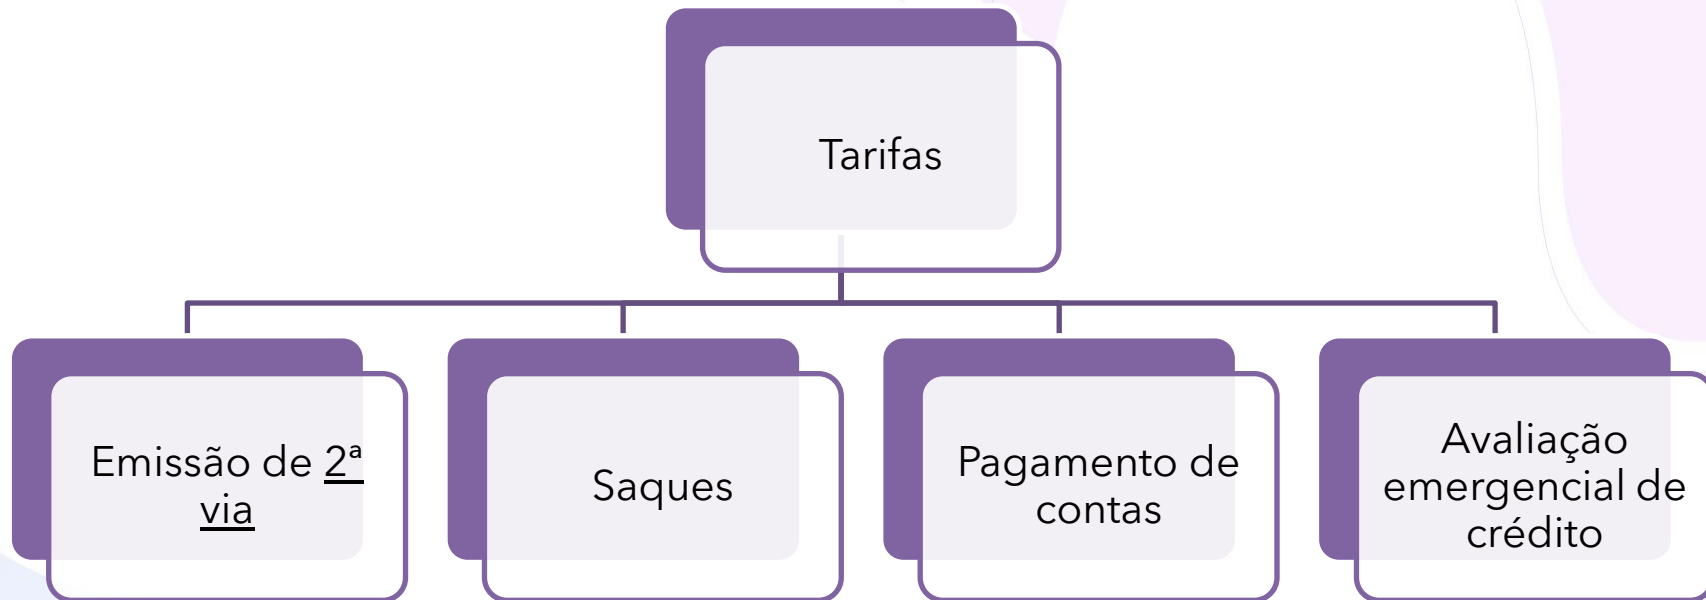 Tarifas
Emissão de 2ª
via
Saques
Pagamento de
contas
Avaliação
emergencial de
crédito